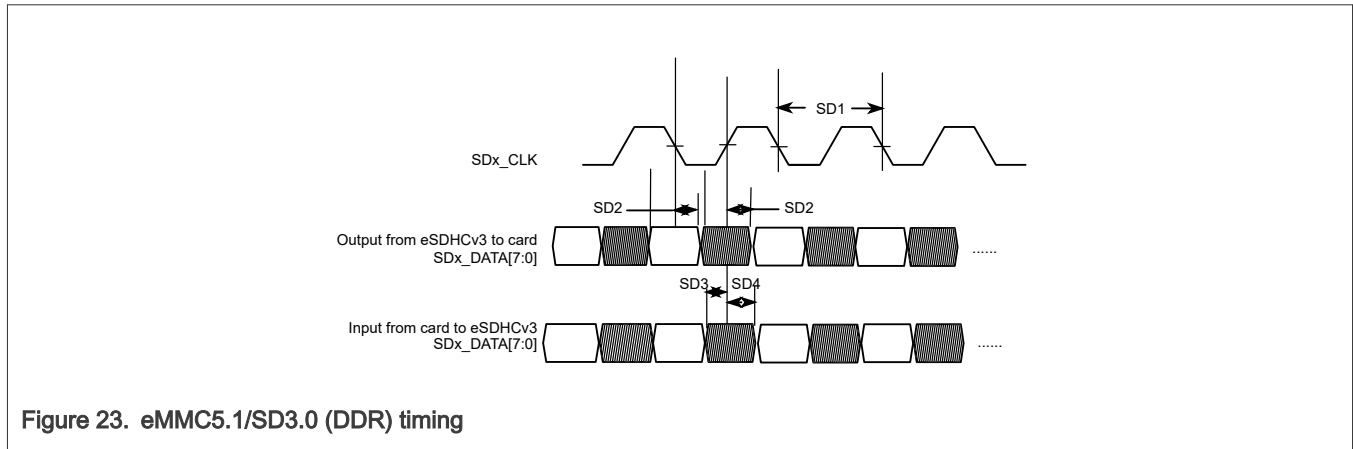 SD1
SDx_CLK
SD2
SD2
Output from eSDHCv3 to card
SDx_DATA[7:0]
......
SD3
SD4
Input from card to eSDHCv3
SDx_DATA[7:0]
......
Figure 23. eMMC5.1/SD3.0 (DDR) timing